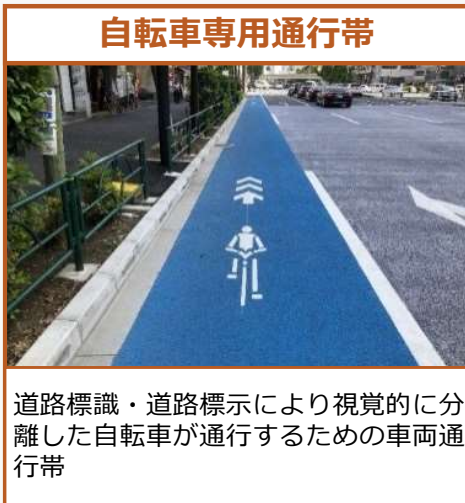 自転車専用通行帯
道路標識・道路標示により視覚的に分
離した自転車が通行するための車両通
行帯